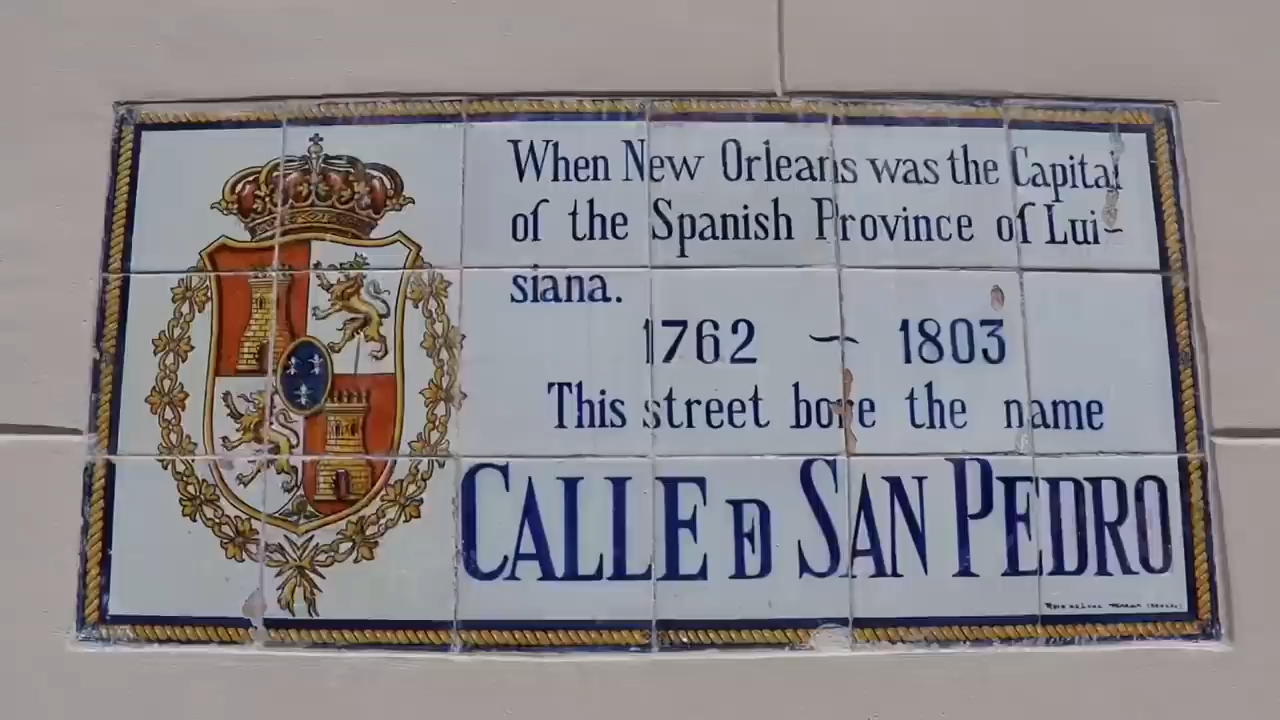 When New Orleans was the Capital
of the Spanish Province of Lui-
siana.
1762 - 1803
This street bore the name
CALLE DE SAN PEDRO